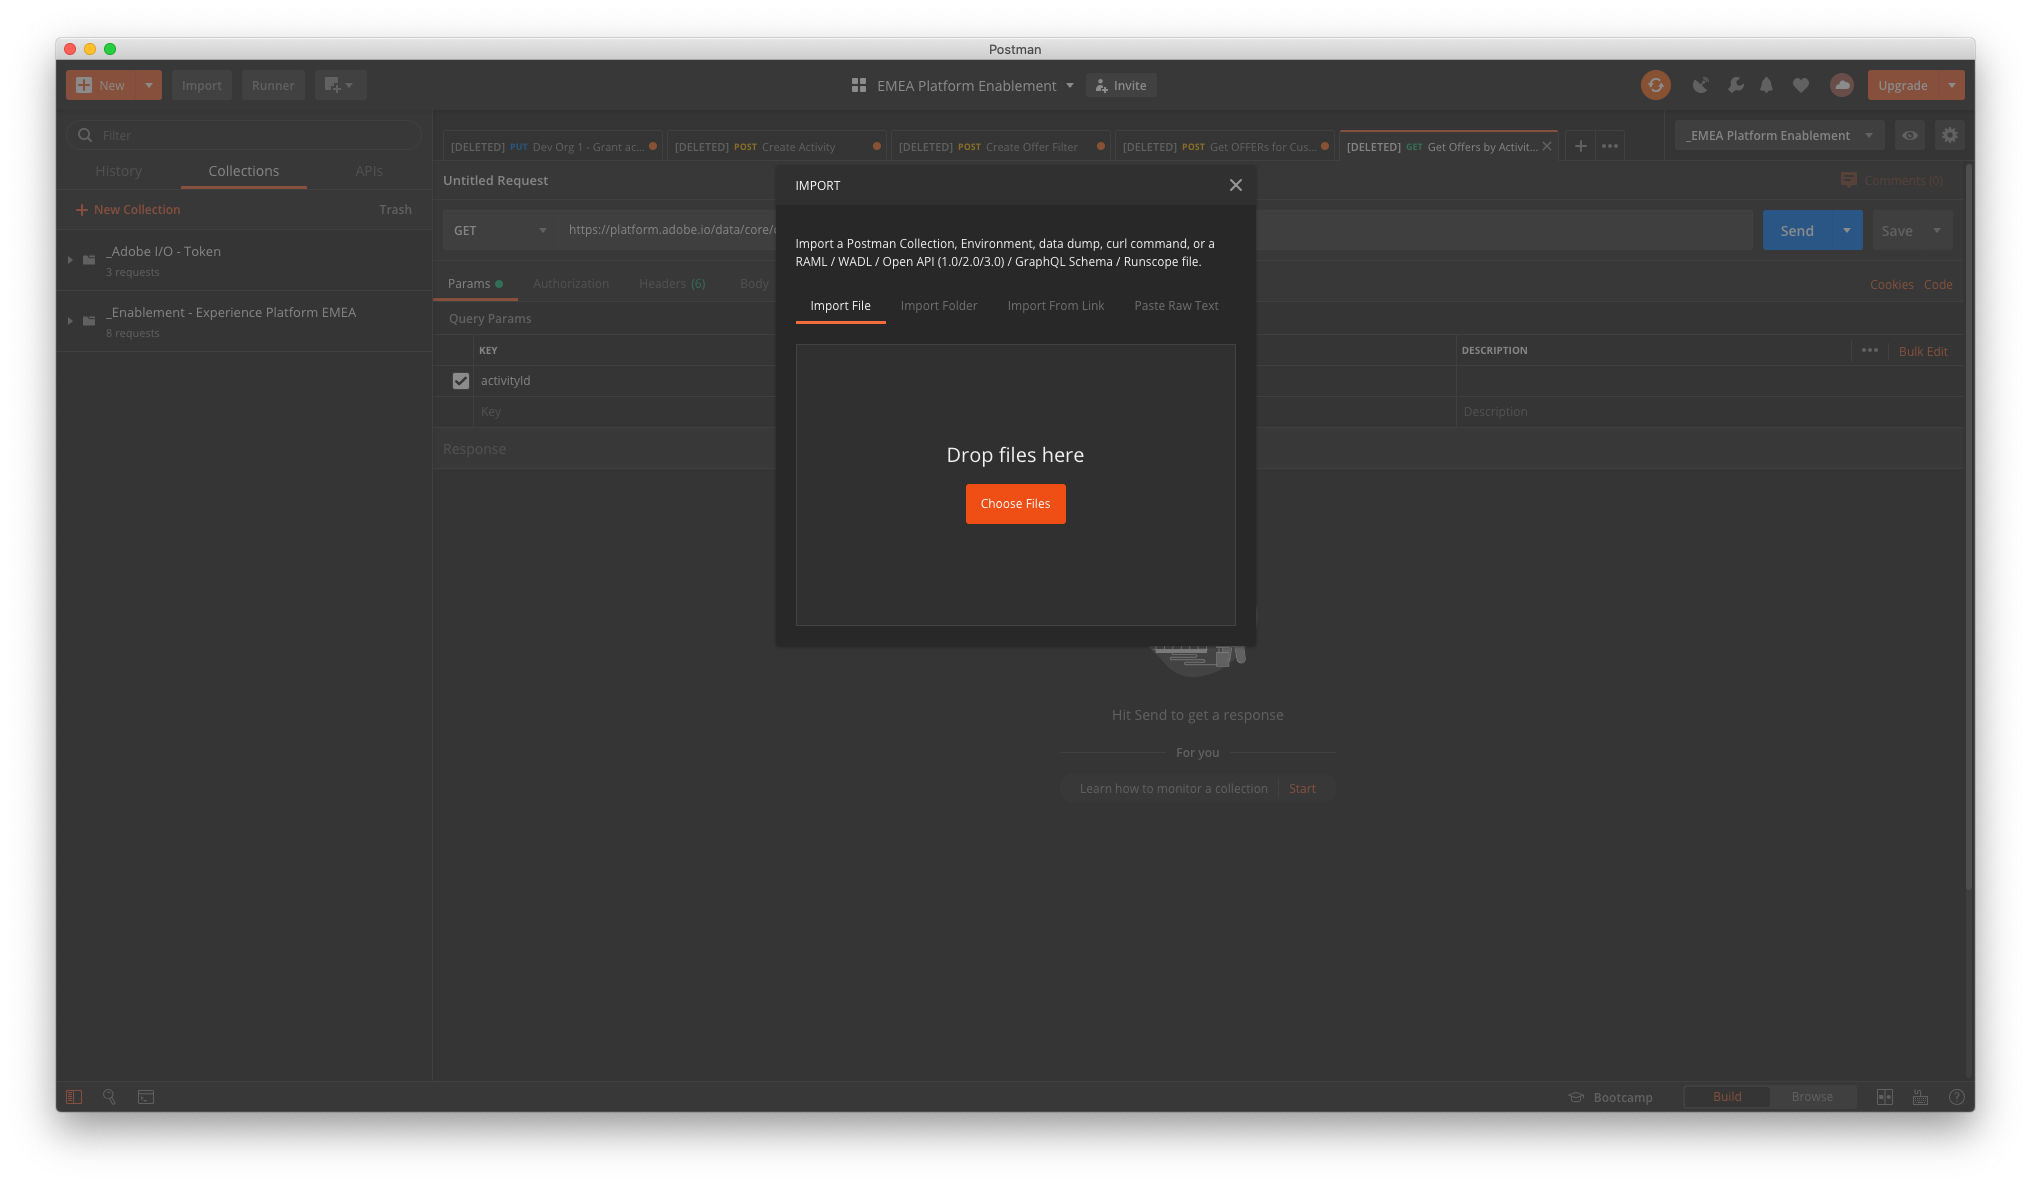 Postman
New
Import
Runner
EMEA Platform Enablement
Invite
Upgrade
Filter
History
Collections
APIs
New Collection
Trash
_Adobe I/O - Token
3 requests
_Enablement - Experience Platform EMEA
8 requests
[DELETED] PUT Dev Org 1 - Grant ac...
[DELETED] POST Create Activity
[DELETED] POST Create Offer Filter
[DELETED] POST Get OFFERs for Cus...
[DELETED] GET Get Offers by Activit...
_EMEA Platform Enablement
Untitled Request
Comments (0)
GET
https://platform.adobe.io/data/core/
Send
Save
Params
Authorization
Headers (6)
Body
Cookies
Code
Query Params
KEY
DESCRIPTION
Bulk Edit
activityId
Key
Description
Response
IMPORT
Import a Postman Collection, Environment, data dump, curl command, or a
RAML / WADL / Open API (1.0/2.0/3.0) / GraphQL Schema / Runscope file.
Import File
Import Folder
Import From Link
Paste Raw Text
Drop files here
Choose Files
Hit Send to get a response
For you
Learn how to monitor a collection
Start
Bootcamp
Build
Browse